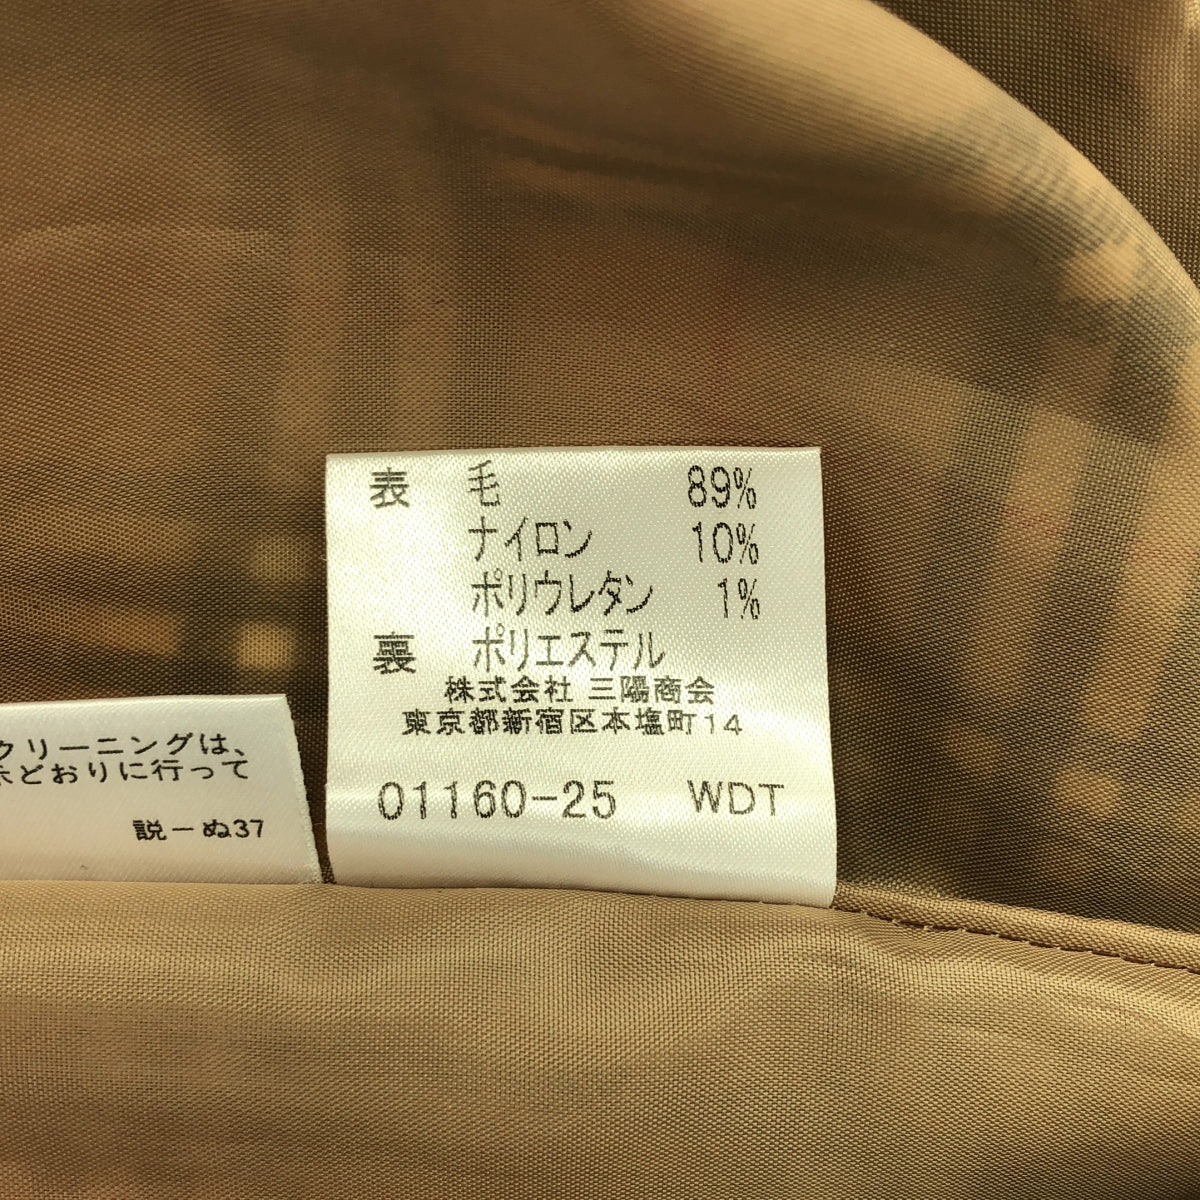 表 毛 89%
ナイロン 10%
ポリウレタン 1%
裏 ポリエステル
株式会社 三陽商会
東京都新宿区本塩町14
01160-25 WDT
クリーニングは、
どおりに行って
説ーぬ37